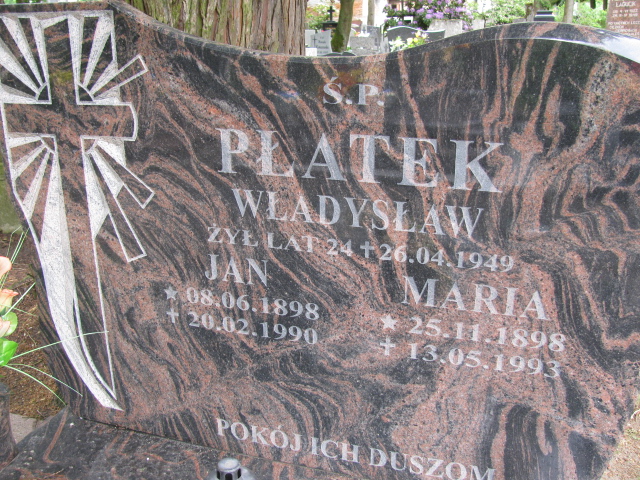 Ś.P.
PŁATEK
WŁADYSŁAW
ŻYŁ LAT 24 + 26.04.1949
JAN
★ 08.06.1898
+ 20.02.1990
MARIA
★ 25.11.1898
+ 13.05.1993
POKÓJ ICH DUSZOM